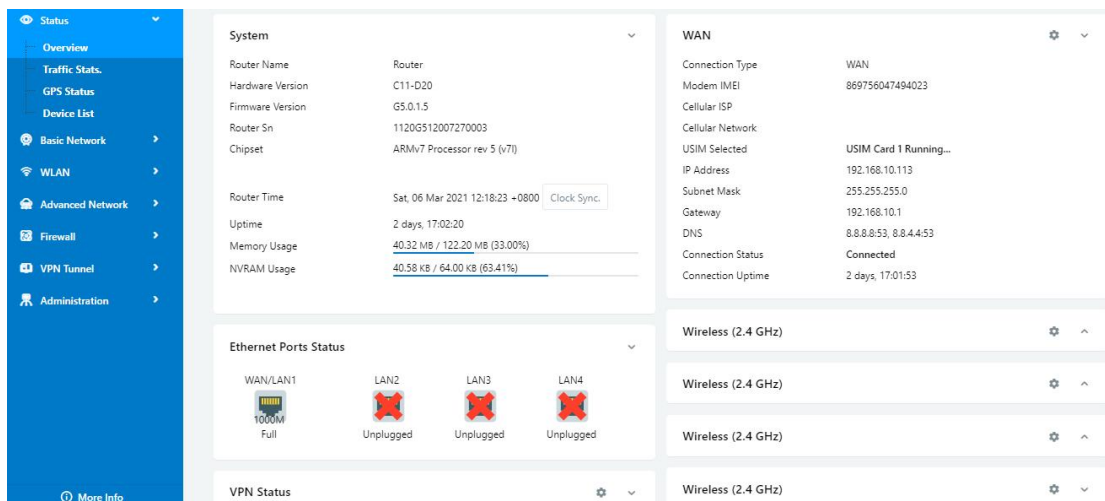 Status
Overview
Traffic Stats.
GPS Status
Device List
Basic Network
WLAN
Advanced Network
Firewall
VPN Tunnel
Administration
More Info
System
Router Name Router
Hardware Version C11-D20
Firmware Version G5.0.1.5
Router Sn 1120G512007270003
Chipset ARMv7 Processor rev 5 (v7l)
Router Time Sat, 06 Mar 2021 12:18:23 +0800 Clock Sync.
Uptime 2 days, 17:02:20
Memory Usage 40.32 MB / 122.20 MB (33.00%)
NVRAM Usage 40.58 KB / 64.00 KB (63.41%)
Ethernet Ports Status
WAN/LAN1 LAN2 LAN3 LAN4
1000M
Full Unplugged Unplugged Unplugged
VPN Status
WAN
Connection Type WAN
Modem IMEI 869756047494023
Cellular ISP
Cellular Network
USIM Selected USIM Card 1 Running...
IP Address 192.168.10.113
Subnet Mask 255.255.255.0
Gateway 192.168.10.1
DNS 8.8.8.8:53, 8.8.4.4:53
Connection Status Connected
Connection Uptime 2 days, 17:01:53
Wireless (2.4 GHz)
Wireless (2.4 GHz)
Wireless (2.4 GHz)
Wireless (2.4 GHz)